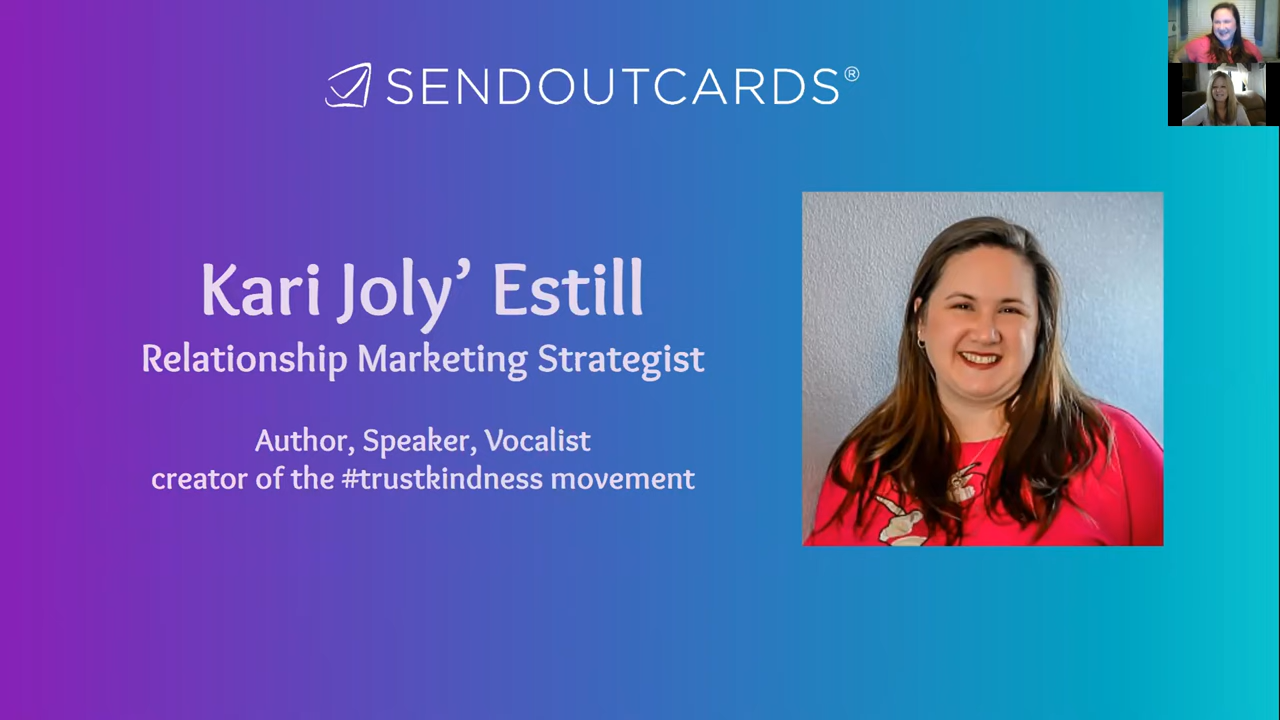 SENDOUTCARDS®
Kari Joly’ Estill
Relationship Marketing Strategist
Author, Speaker, Vocalist
creator of the #trustkindness movement